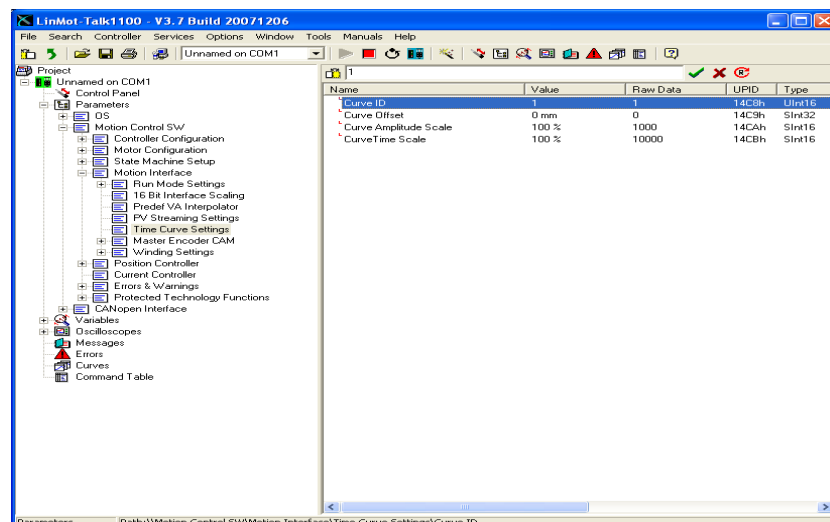 LinMot-Talk1100 - V3.7 Build 20071206
File Search Controller Services Options Window Tools Manuals Help
Unnamed on COM1
Project
Unnamed on COM1
Control Panel
Parameters
OS
Motion Control SW
Controller Configuration
Motor Configuration
State Machine Setup
Motion Interface
Run Mode Settings
16 Bit Interface Scaling
Predef VA Interpolator
PV Streaming Settings
Time Curve Settings
Master Encoder CAM
Winding Settings
Position Controller
Current Controller
Errors & Warnings
Protected Technology Functions
CANopen Interface
Variables
Oscilloscopes
Messages
Errors
Curves
Command Table
1
Name Value Raw Data UPID Type
Curve ID 1 1 14C8h UInt16
Curve Offset 0 mm 0 14C9h SInt32
Curve Amplitude Scale 100 % 1000 14CAh SInt16
CurveTime Scale 100 % 10000 14CBh SInt16
Parameters Path:\Motion Control SW\Motion Interface\Time Curve Settings\Curve ID